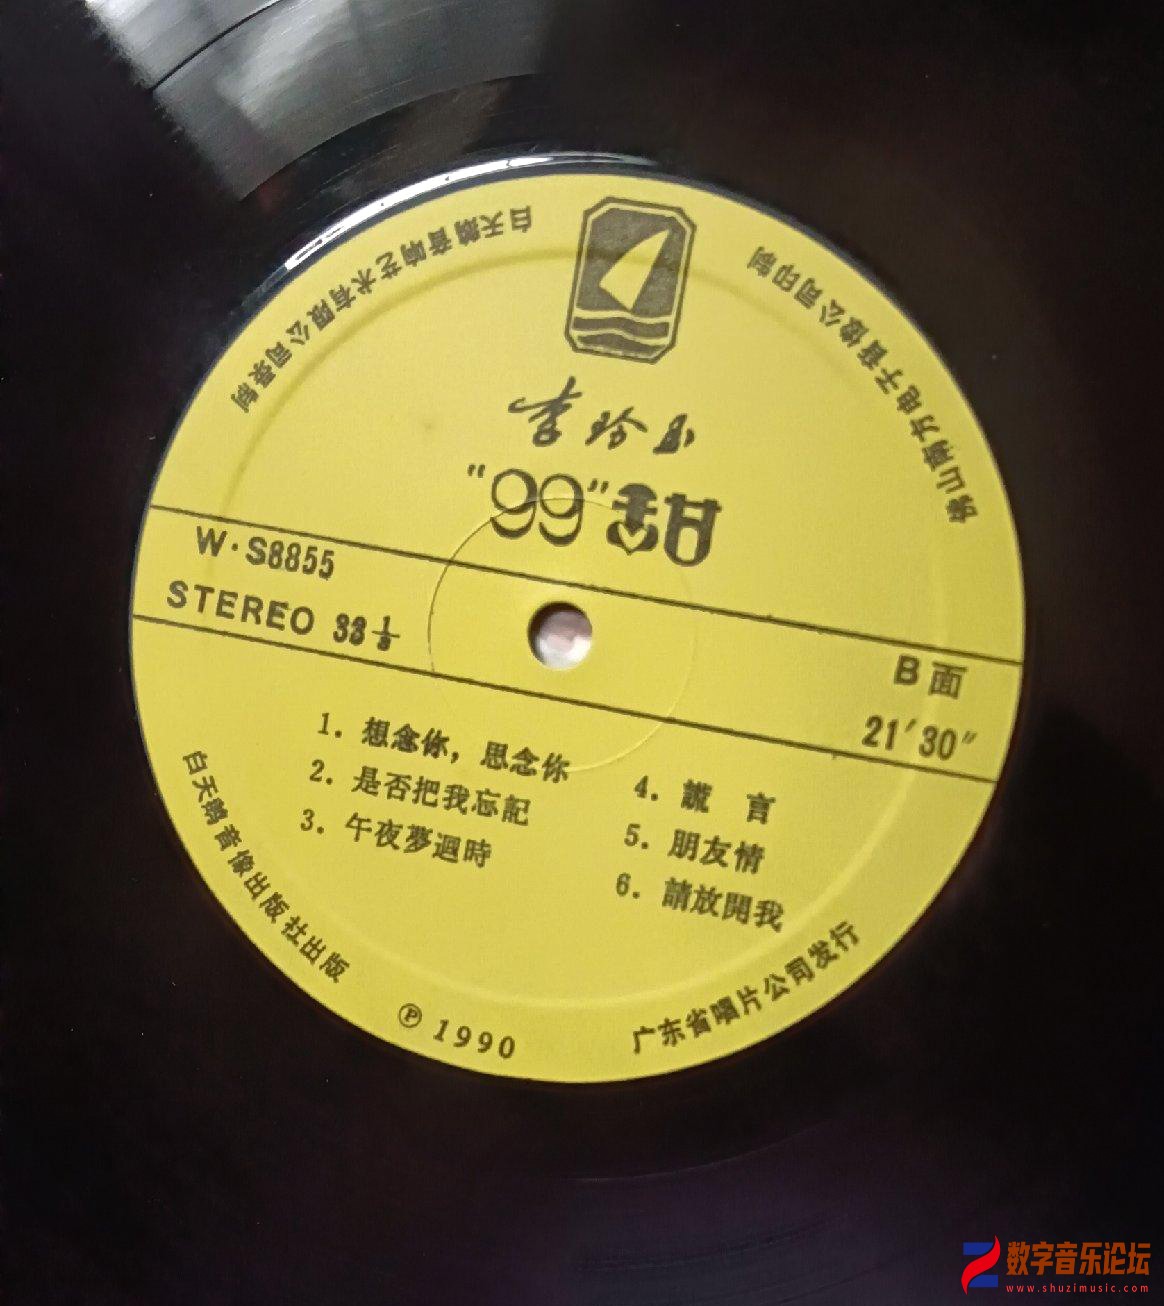 白天鹅音响艺术有限公司录制
佛山南方电子音像公司印制
李玲玉
"99"甜
W·S8855
STEREO 33 1/3
B面
21′30″
1. 想念你，思念你
2. 是否把我忘記
3. 午夜夢迴時
4. 謊 言
5. 朋友情
6. 請放開我
白天鹅音像出版社出版
℗ 1990
广东省唱片公司发行
数字音乐论坛
www.shuzimusic.com